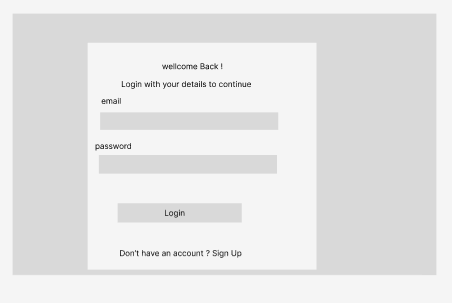 wellcome Back !
Login with your details to continue
email
password
Login
Don't have an account ? Sign Up